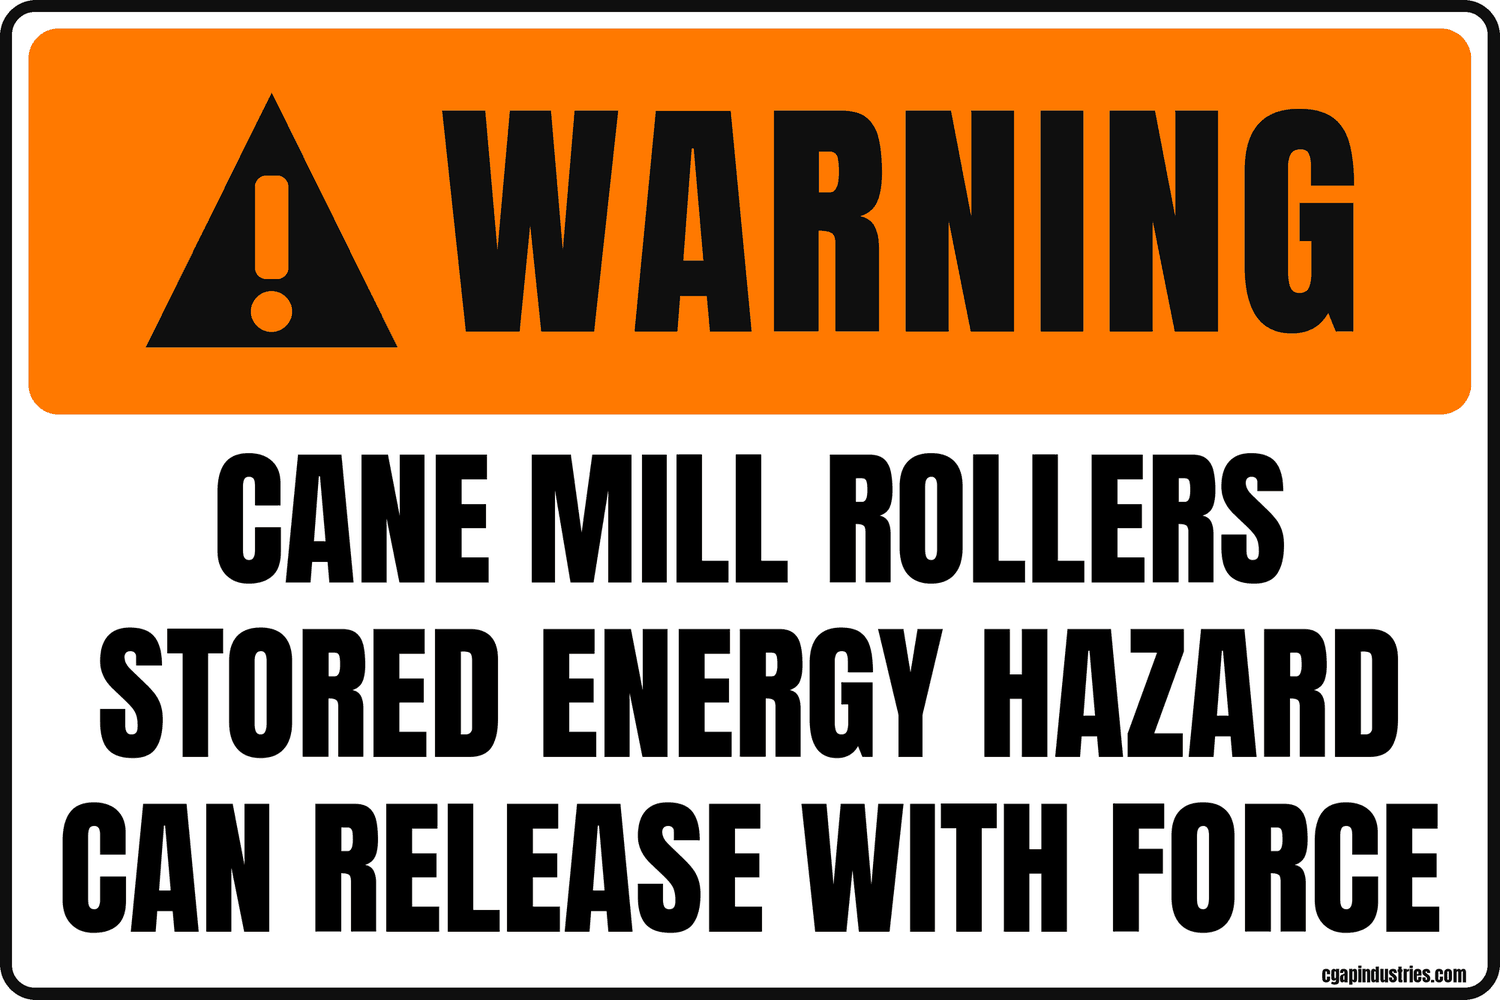 WARNING
CANE MILL ROLLERS
STORED ENERGY HAZARD
CAN RELEASE WITH FORCE
cgapindustries.com